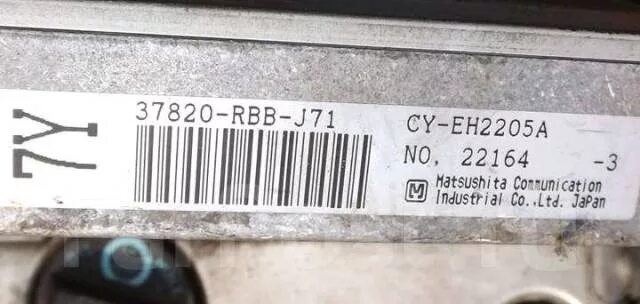 7Y
37820-RBB-J71
CY-EH2205A
NO. 22164 -3
M Matsushita Communication
Industrial Co.,Ltd. JaPan